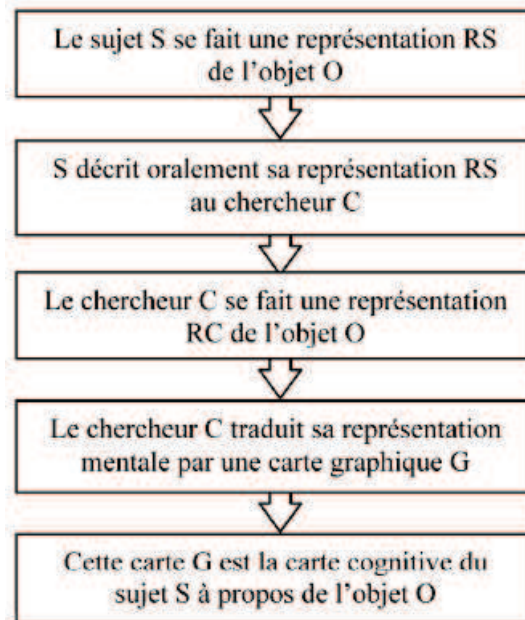 Le sujet S se fait une représentation RS
de l'objet O
S décrit oralement sa représentation RS
au chercheur C
Le chercheur C se fait une représentation
RC de l'objet O
Le chercheur C traduit sa représentation
mentale par une carte graphique G
Cette carte G est la carte cognitive du
sujet S à propos de l'objet O